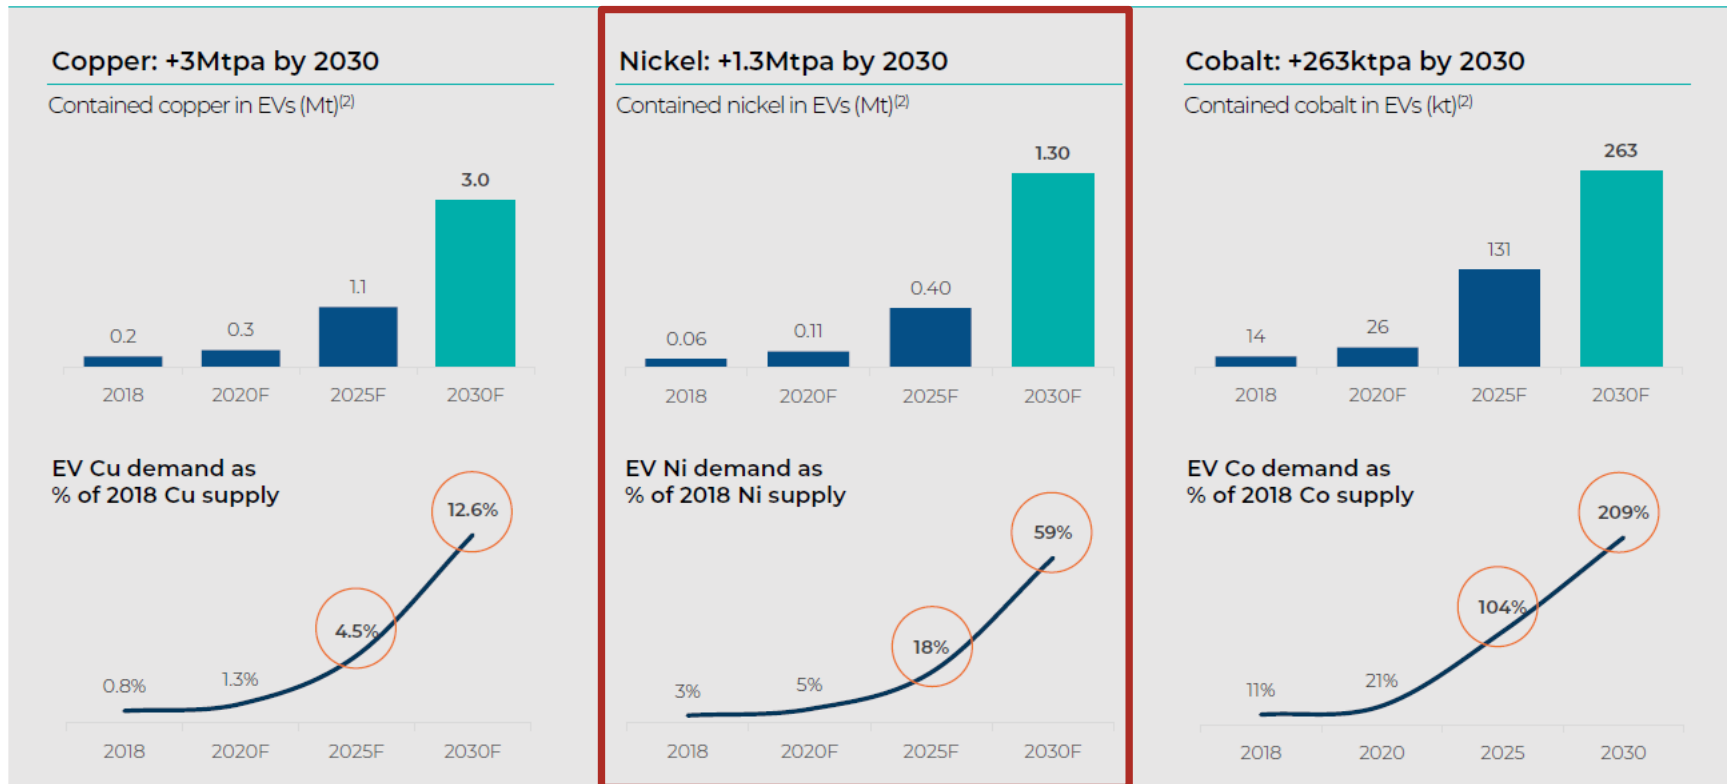 Copper: +3Mtpa by 2030
Contained copper in EVs (Mt)(2)
3.0
1.1
0.3
0.2
2018 2020F 2025F 2030F
EV Cu demand as
% of 2018 Cu supply
12.6%
4.5%
1.3%
0.8%
2018 2020F 2025F 2030F
Nickel: +1.3Mtpa by 2030
Contained nickel in EVs (Mt)(2)
1.30
0.40
0.11
0.06
2018 2020F 2025F 2030F
EV Ni demand as
% of 2018 Ni supply
59%
18%
5%
3%
2018 2020F 2025F 2030F
Cobalt: +263ktpa by 2030
Contained cobalt in EVs (kt)(2)
263
131
26
14
2018 2020F 2025F 2030F
EV Co demand as
% of 2018 Co supply
209%
104%
21%
11%
2018 2020 2025 2030